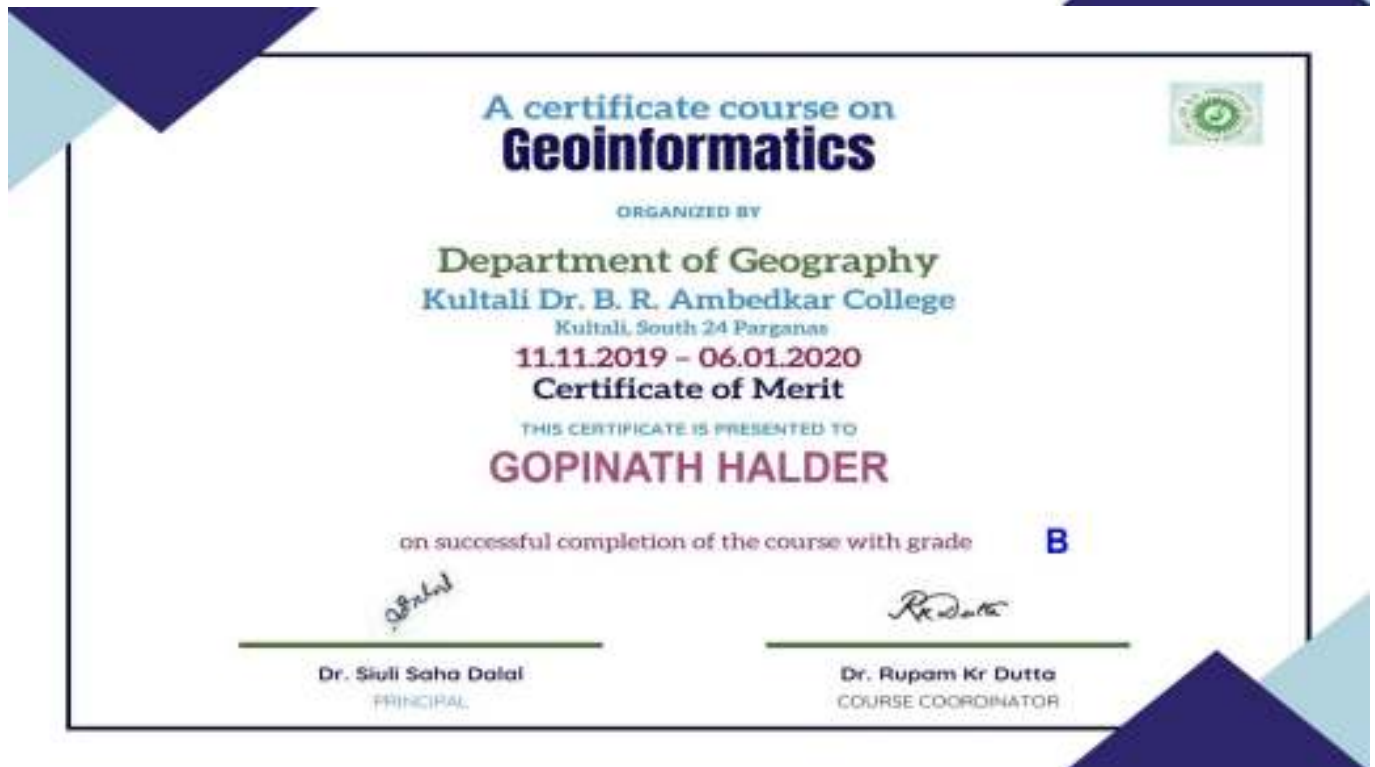 A certificate course on
Geoinformatics
ORGANIZED BY
Department of Geography
Kultali Dr. B. R. Ambedkar College
Kultali, South 24 Parganas
11.11.2019 – 06.01.2020
Certificate of Merit
THIS CERTIFICATE IS PRESENTED TO
GOPINATH HALDER
on successful completion of the course with grade B
RK Dutta
Dr. Siuli Saha Dalal Dr. Rupam Kr Dutta
PRINCIPAL COURSE COORDINATOR